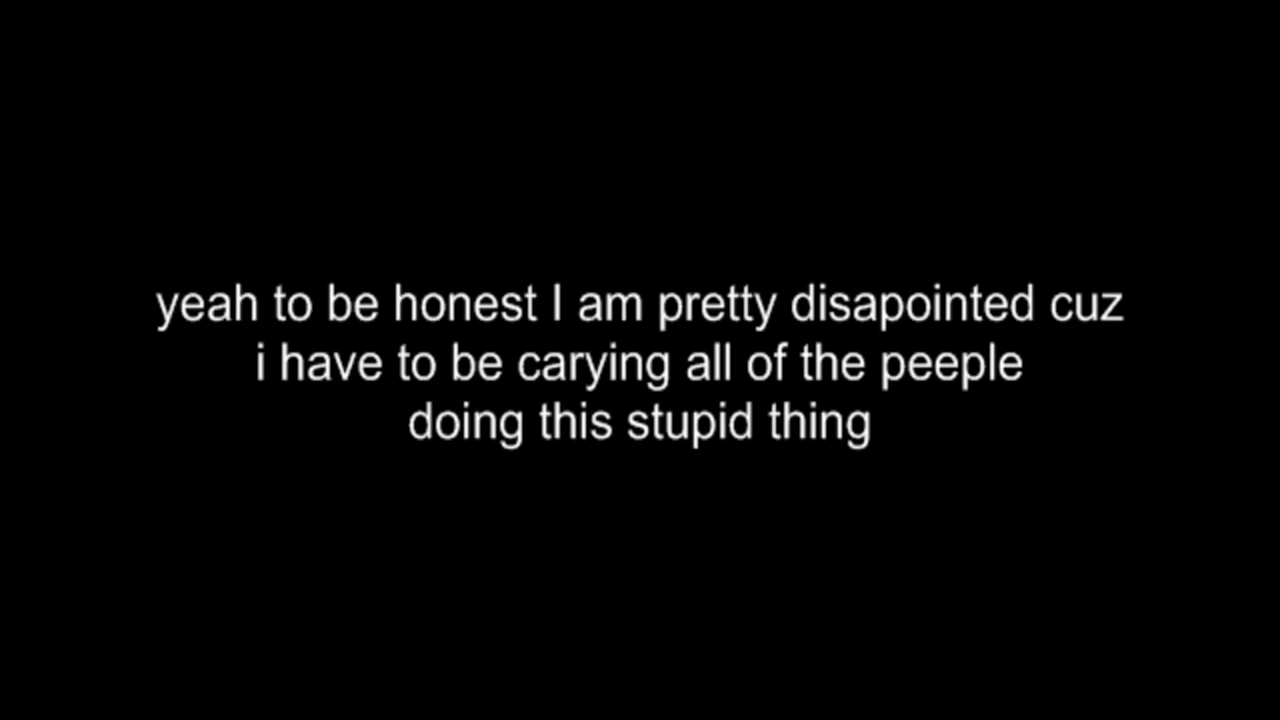 yeah to be honest I am pretty disapointed cuz
i have to be carying all of the peeple
doing this stupid thing